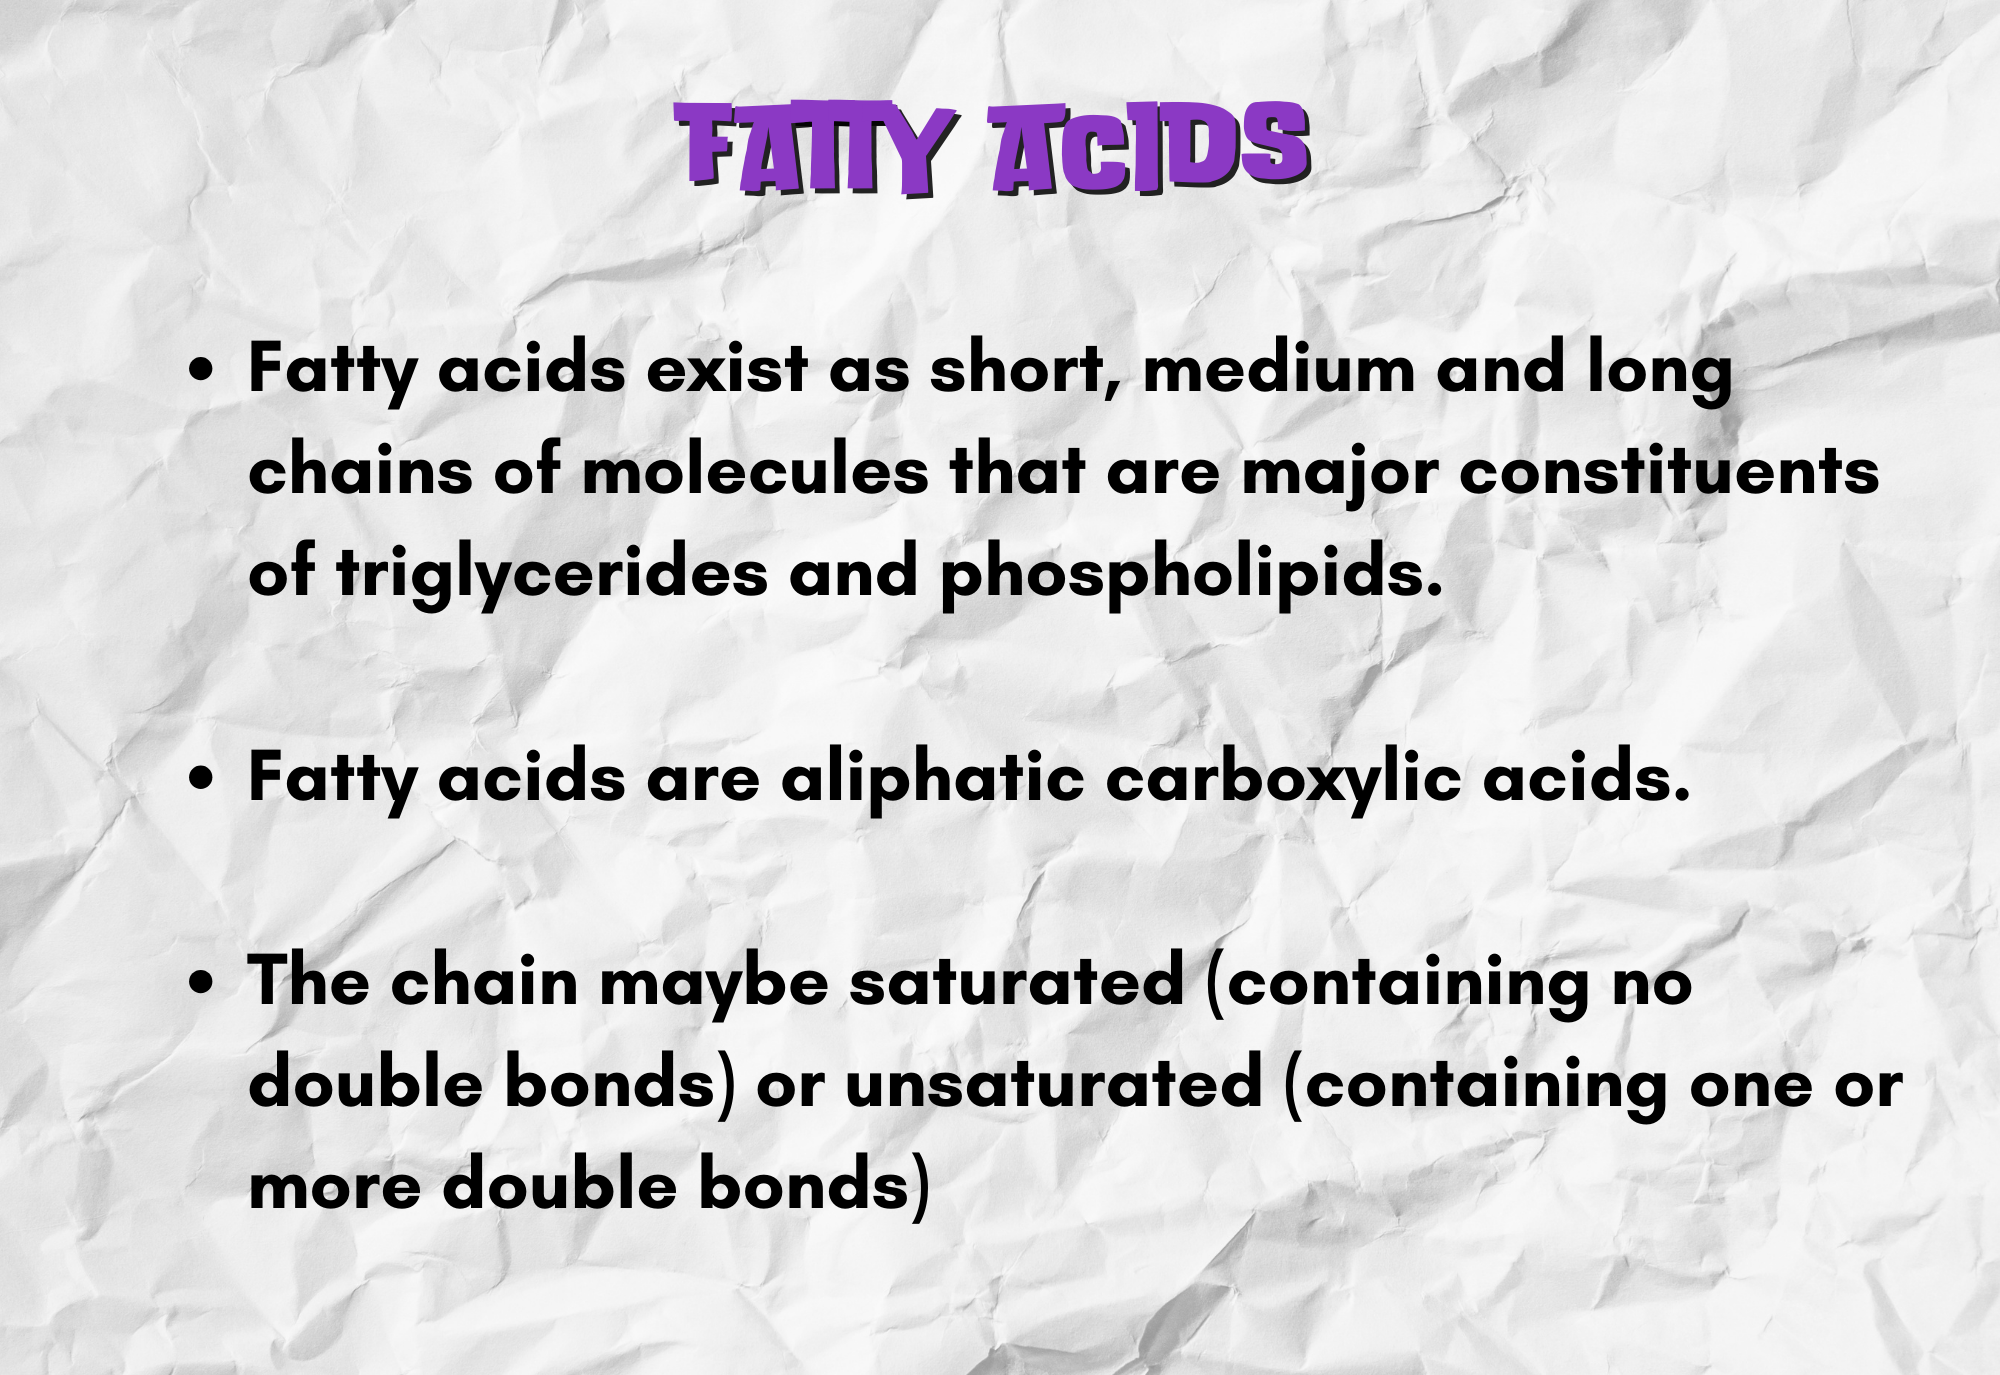 FATTY ACIDS
• Fatty acids exist as short, medium and long
chains of molecules that are major constituents
of triglycerides and phospholipids.
• Fatty acids are aliphatic carboxylic acids.
• The chain maybe saturated (containing no
double bonds) or unsaturated (containing one or
more double bonds)